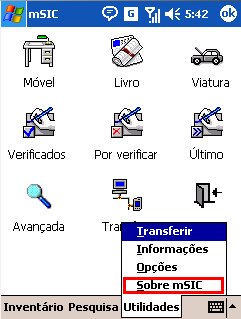 mSIC G 5:42 ok
Móvel Livro Viatura
Verificados Por verificar Último
Avançada
Transferir
Informações
Opções
Sobre mSIC
Inventário Pesquisa Utilidades